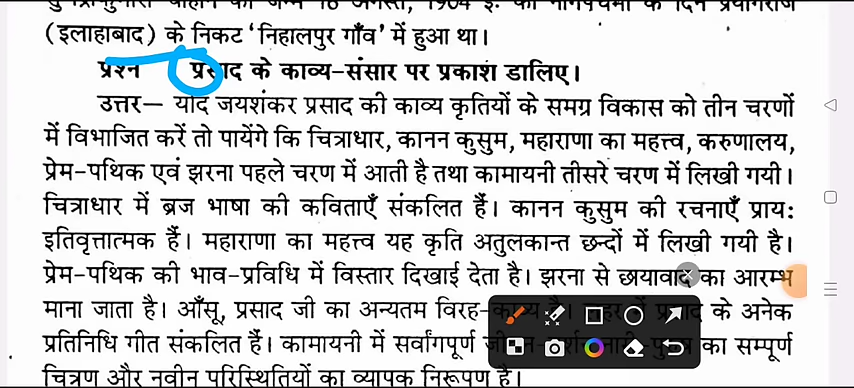 (इलाहाबाद) के निकट ‘निहालपुर गाँव’ में हुआ था।
प्रश्न प्रसाद के काव्य-संसार पर प्रकाश डालिए।
उत्तर— यदि जयशंकर प्रसाद की काव्य कृतियों के समग्र विकास को तीन चरणों
में विभाजित करें तो पायेंगे कि चित्राधार, कानन कुसुम, महाराणा का महत्त्व, करुणालय,
प्रेम-पथिक एवं झरना पहले चरण में आती है तथा कामायनी तीसरे चरण में लिखी गयी।
चित्राधार में ब्रज भाषा की कविताएँ संकलित हैं। कानन कुसुम की रचनाएँ प्राय:
इतिवृत्तात्मक हैं। महाराणा का महत्त्व यह कृति अतुलकान्त छन्दों में लिखी गयी है।
प्रेम-पथिक की भाव-प्रविधि में विस्तार दिखाई देता है। झरना से छायावाद का आरम्भ
माना जाता है। आँसू, प्रसाद जी का अन्यतम विरह- के अनेक
प्रतिनिधि गीत संकलित हैं। कामायनी में सर्वांगपूर्ण का सम्पूर्ण
चित्रण और नवीन परिस्थितियों का व्यापक निरूपण है।